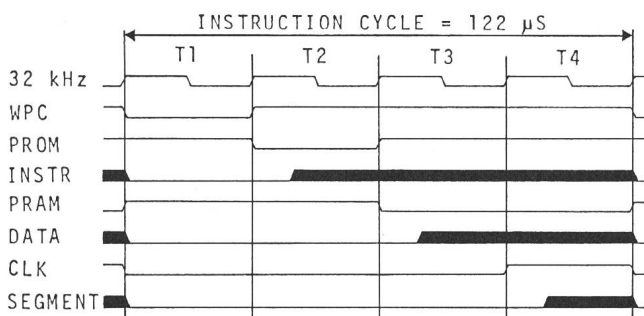 INSTRUCTION CYCLE = 122 µS
T1 T2 T3 T4
32 kHz
WPC
PROM
INSTR
PRAM
DATA
CLK
SEGMENT